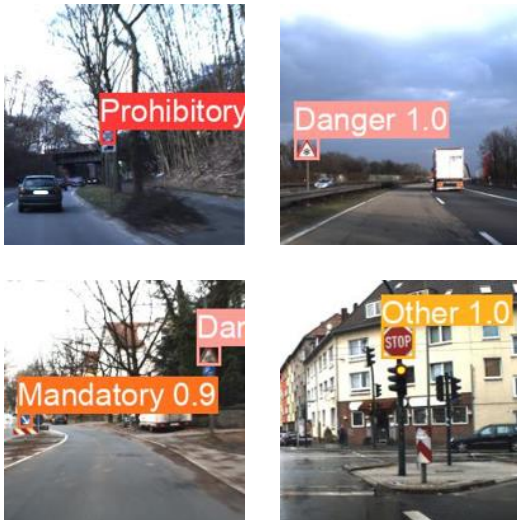 Prohibitory
Danger 1.0
Dan
Mandatory 0.9
Other 1.0
STOP